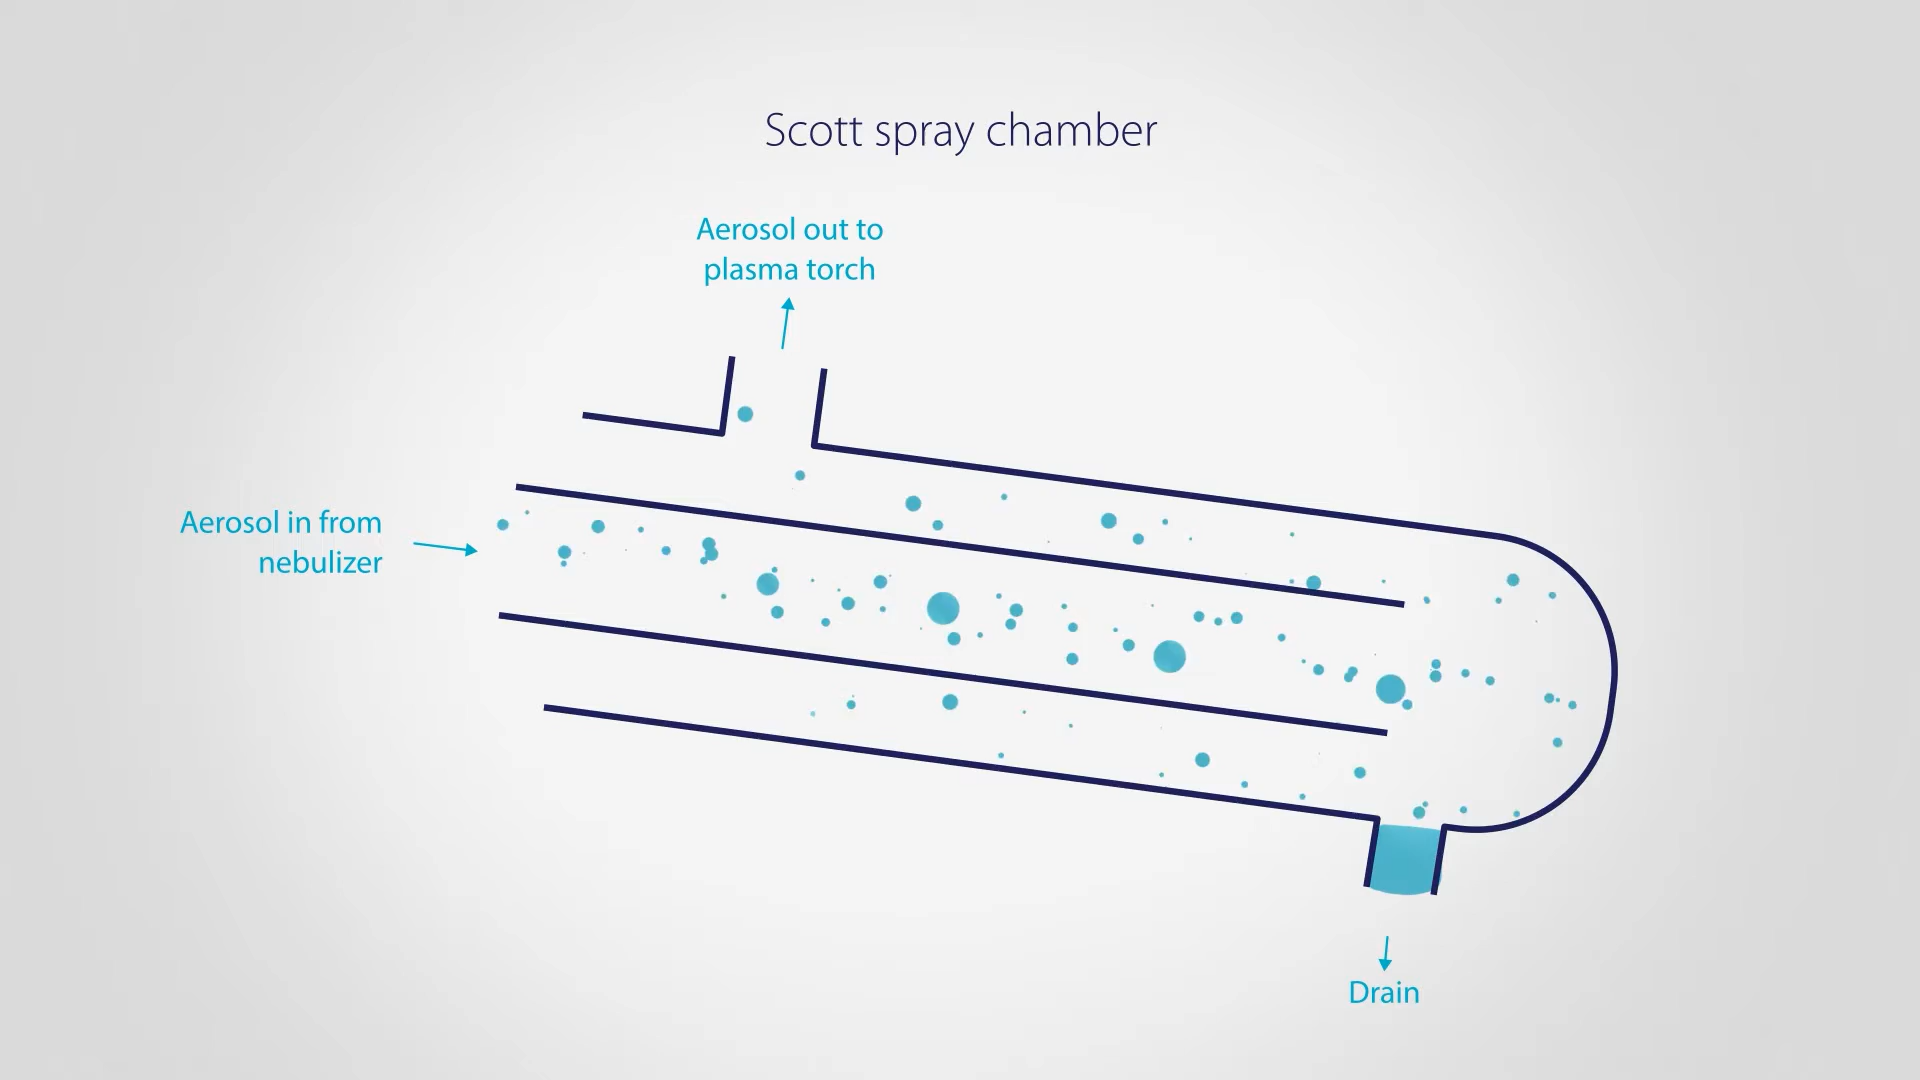 Scott spray chamber
Aerosol out to
plasma torch
Aerosol in from
nebulizer
Drain